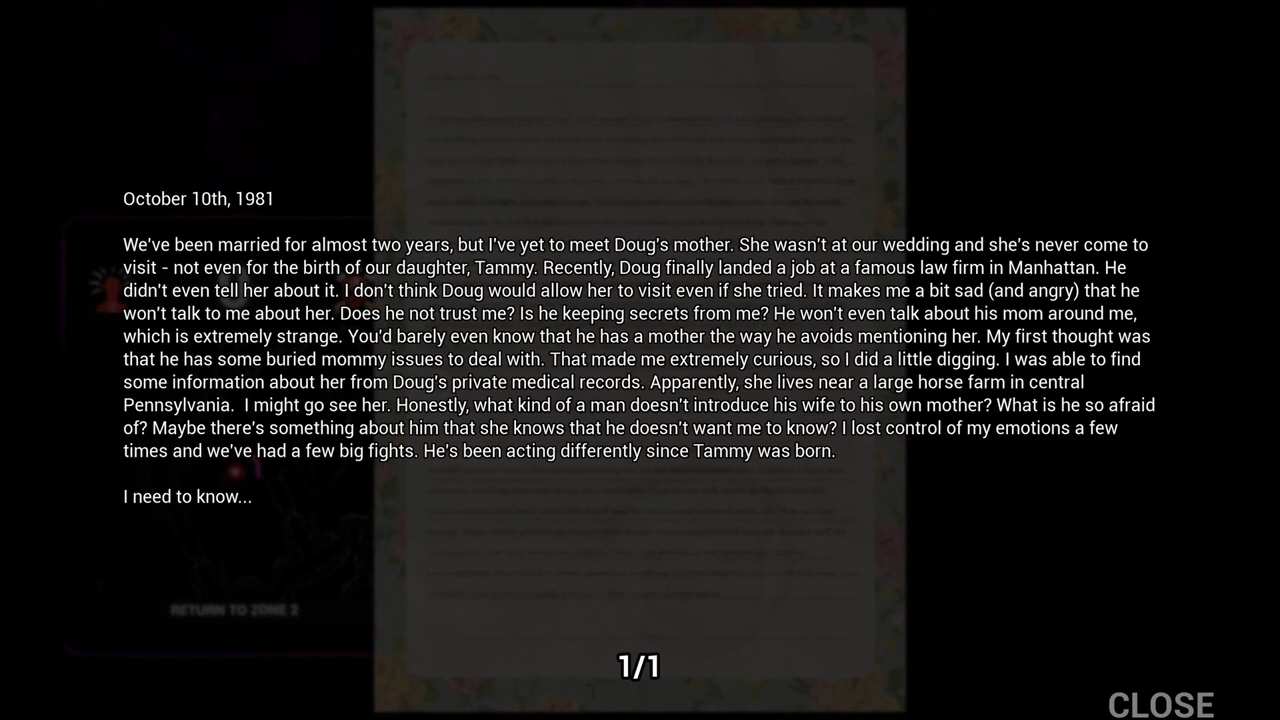 October 10th, 1981
We've been married for almost two years, but I've yet to meet Doug's mother. She wasn't at our wedding and she's never come to
visit - not even for the birth of our daughter, Tammy. Recently, Doug finally landed a job at a famous law firm in Manhattan. He
didn't even tell her about it. I don't think Doug would allow her to visit even if she tried. It makes me a bit sad (and angry) that he
won't talk to me about her. Does he not trust me? Is he keeping secrets from me? He won't even talk about his mom around me,
which is extremely strange. You'd barely even know that he has a mother the way he avoids mentioning her. My first thought was
that he has some buried mommy issues to deal with. That made me extremely curious, so I did a little digging. I was able to find
some information about her from Doug's private medical records. Apparently, she lives near a large horse farm in central
Pennsylvania.  I might go see her. Honestly, what kind of a man doesn't introduce his wife to his own mother? What is he so afraid
of? Maybe there's something about him that she knows that he doesn't want me to know? I lost control of my emotions a few
times and we've had a few big fights. He's been acting differently since Tammy was born.
I need to know...
RETURN TO ZONE 2
1/1
CLOSE